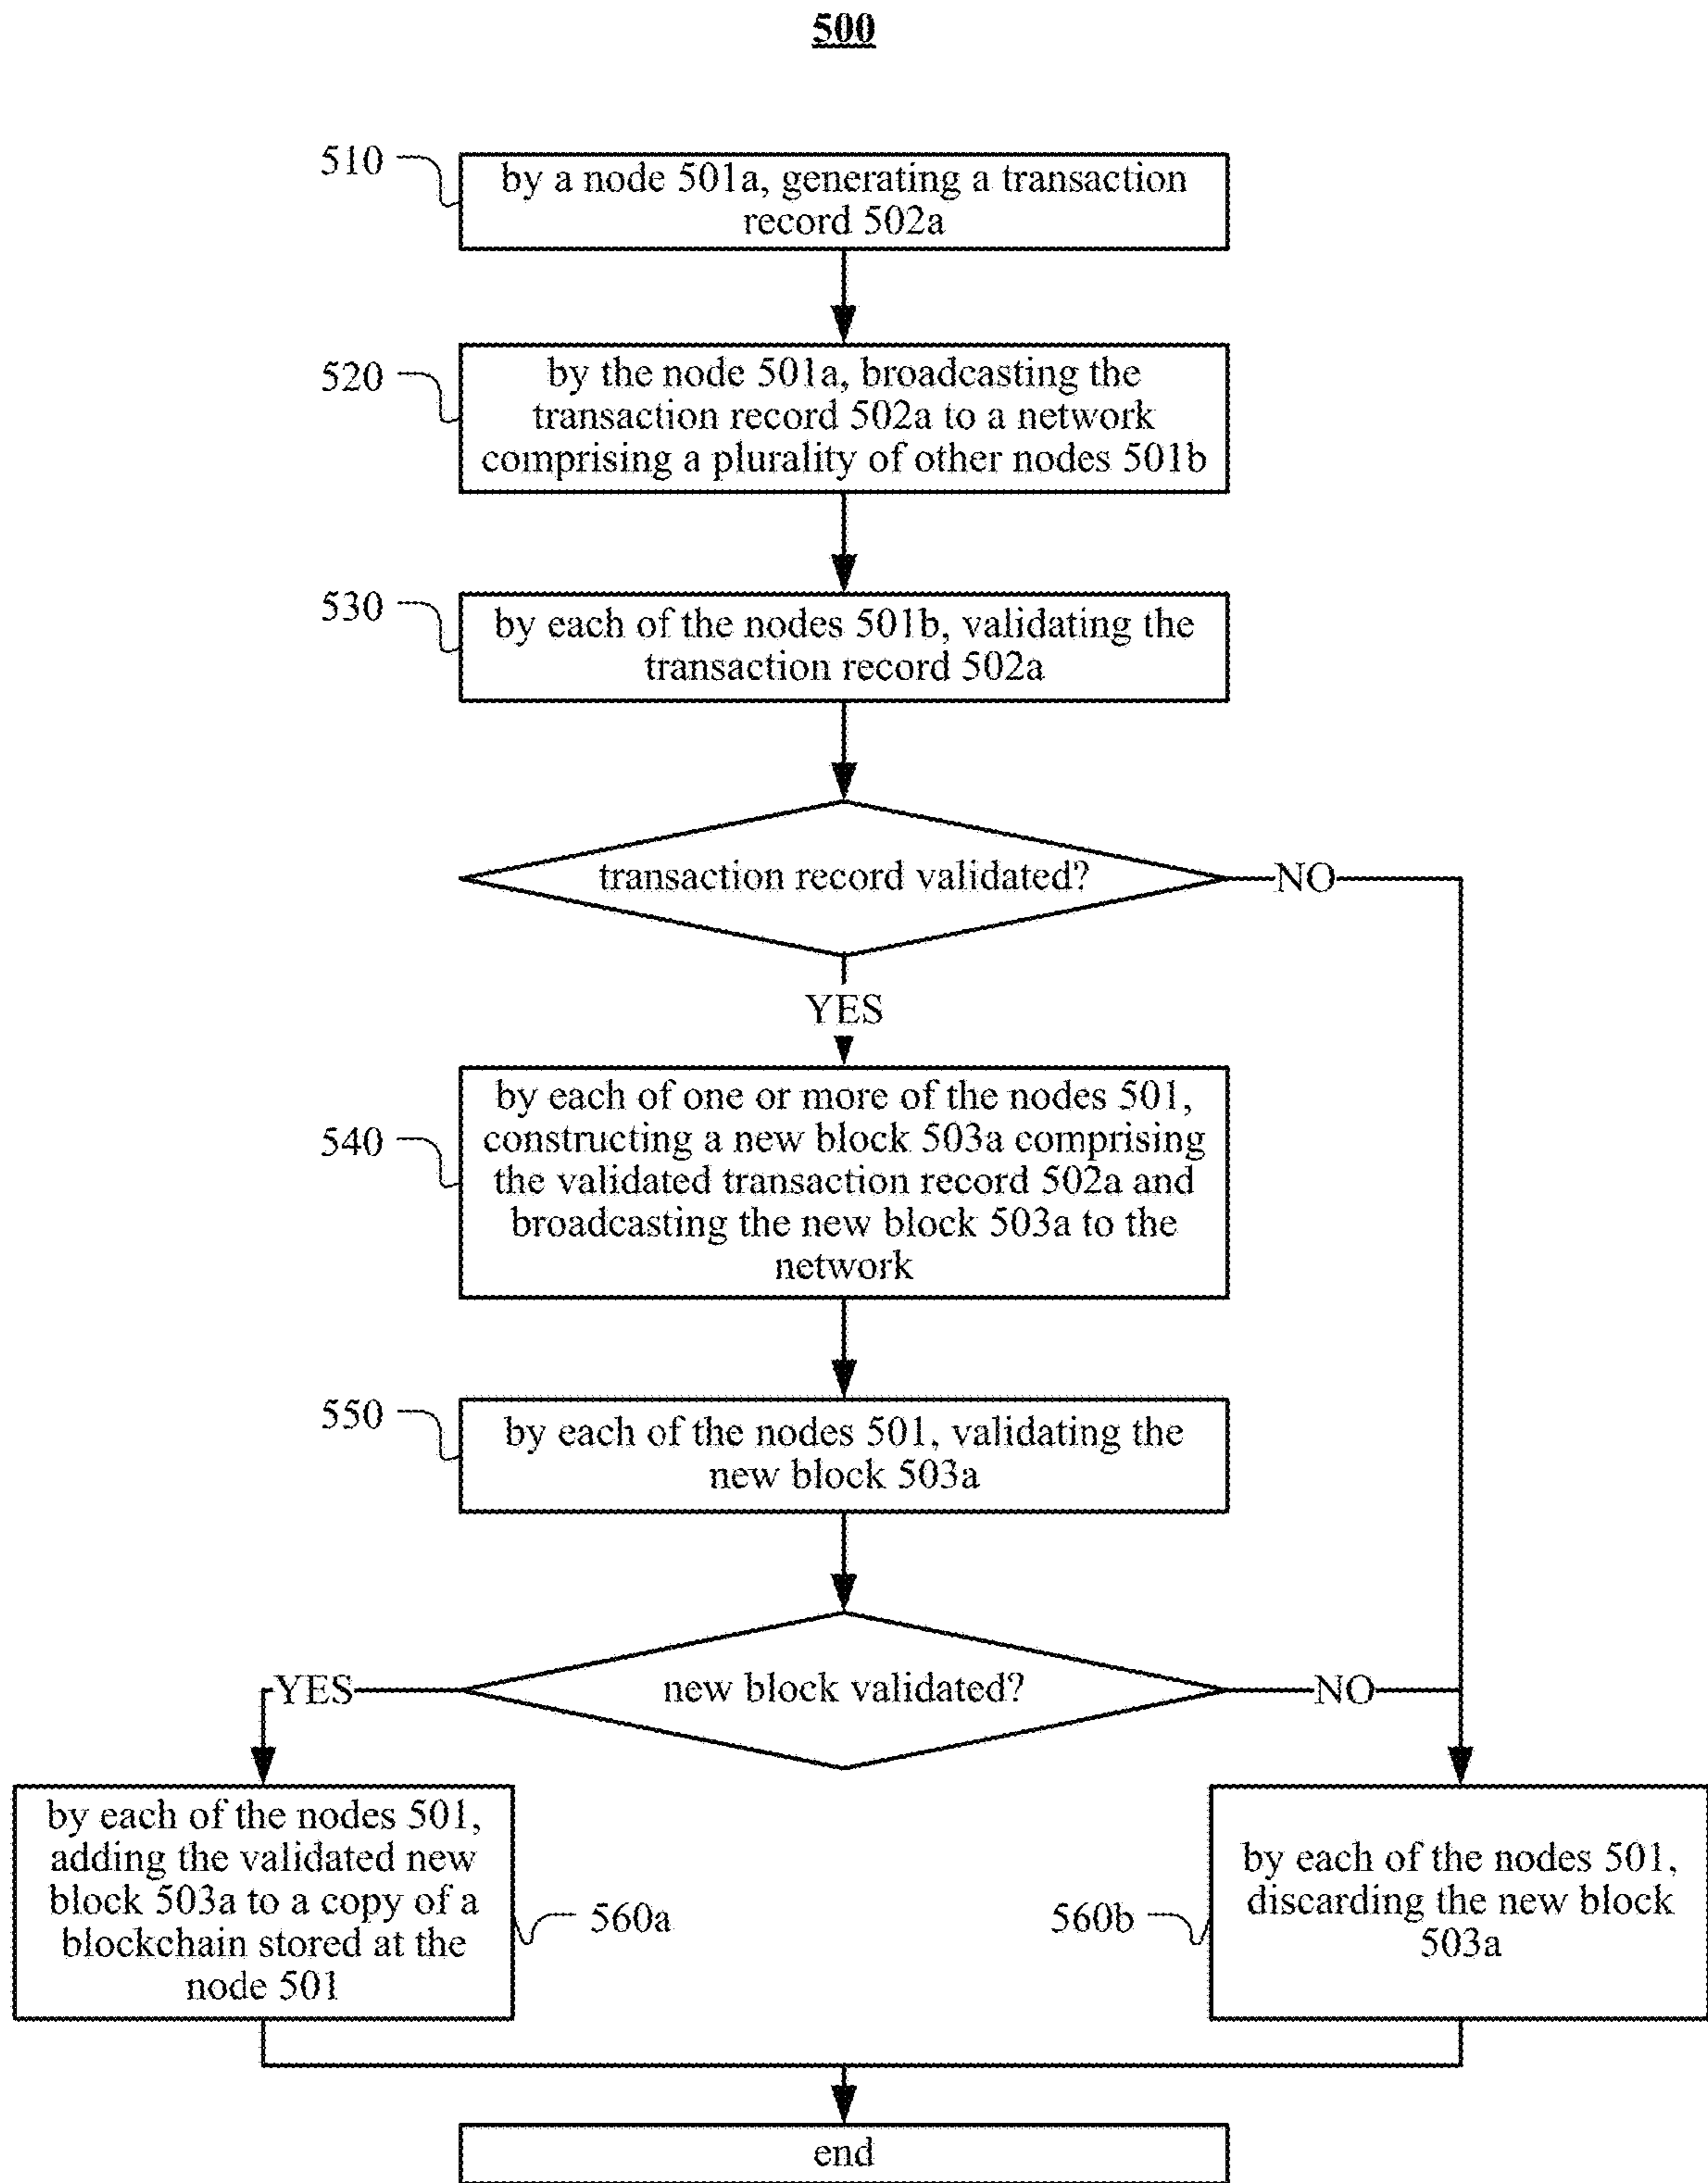 500
510
by a node 501a, generating a transaction
record 502a
520
by the node 501a, broadcasting the
transaction record 502a to a network
comprising a plurality of other nodes 501b
530
by each of the nodes 501b, validating the
transaction record 502a
transaction record validated?
NO
YES
540
by each of one or more of the nodes 501,
constructing a new block 503a comprising
the validated transaction record 502a and
broadcasting the new block 503a to the
network
550
by each of the nodes 501, validating the
new block 503a
YES
new block validated?
NO
by each of the nodes 501,
adding the validated new
block 503a to a copy of a
blockchain stored at the
node 501
560a
560b
by each of the nodes 501,
discarding the new block
503a
end